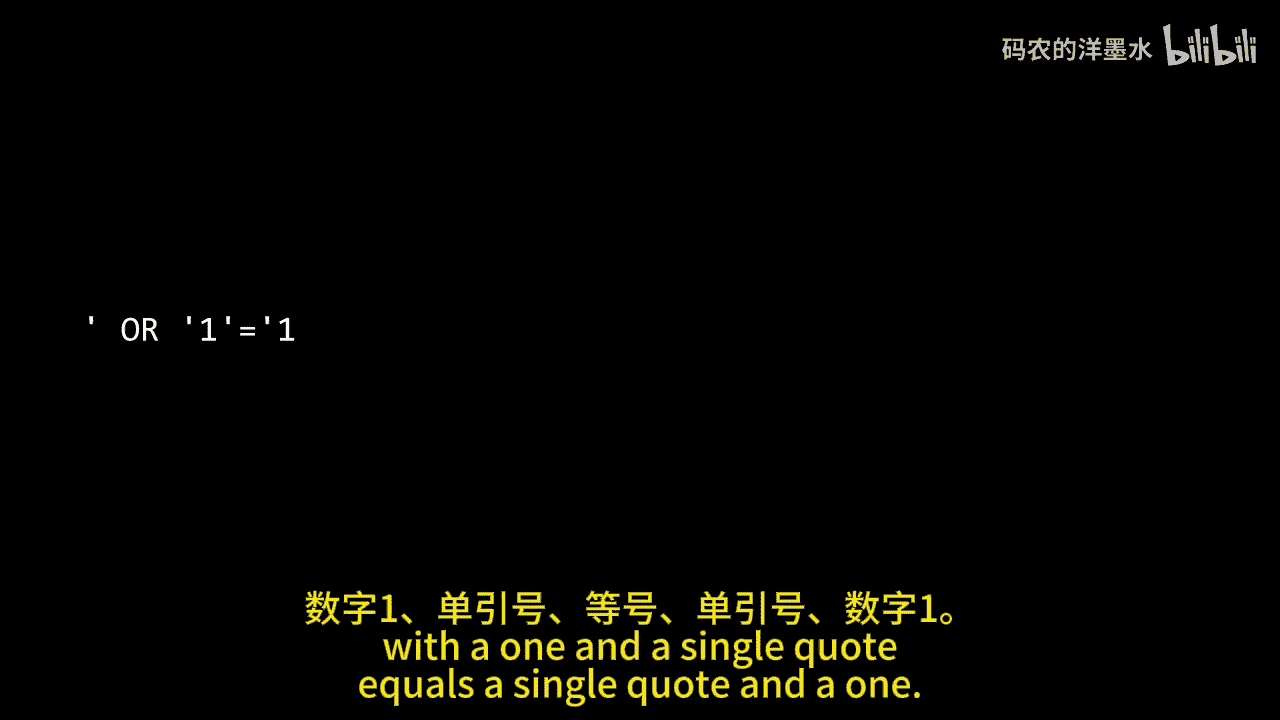 码农的洋墨水 bilibili
' OR '1'='1
数字1、单引号、等号、单引号、数字1。
with a one and a single quote
equals a single quote and a one.